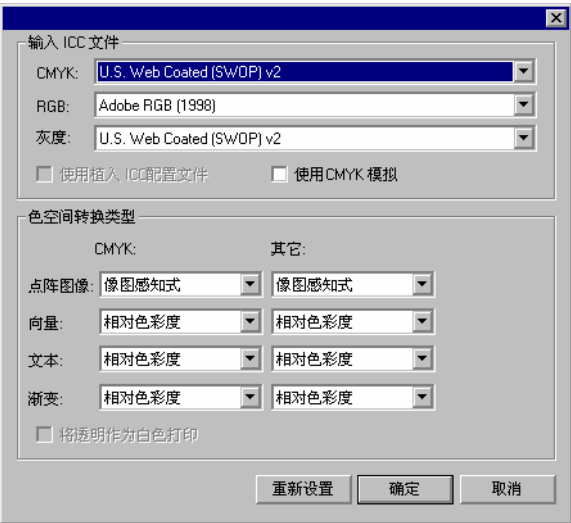 输入 ICC 文件
CMYK: U.S. Web Coated (SWOP) v2
RGB: Adobe RGB (1998)
灰度: U.S. Web Coated (SWOP) v2
使用植入 ICC配置文件 使用CMYK 模拟
色空间转换类型
CMYK: 其它:
点阵图像: 像图感知式 像图感知式
向量: 相对色彩度 相对色彩度
文本: 相对色彩度 相对色彩度
渐变: 相对色彩度 相对色彩度
将透明作为白色打印
重新设置 确定 取消